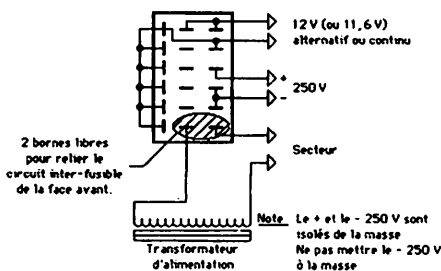 12 V (ou 11,6 V)
alternatif ou continu
+
250 V
-
2 bornes libres
pour relier le
circuit inter-fusible
de la face avant.
Secteur
Transformateur
d'alimentation
Note Le + et le - 250 V sont
isolés de la masse
Ne pas mettre le - 250 V
à la masse